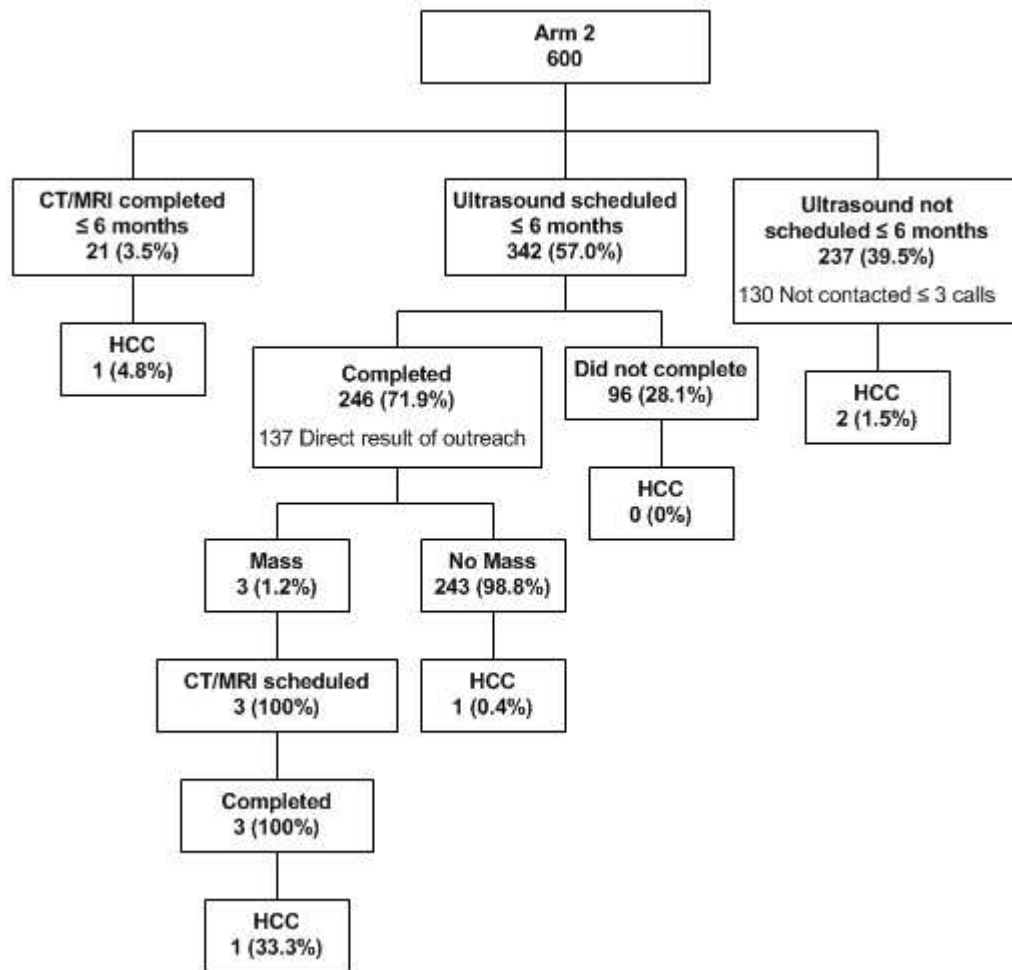 Arm 2
600
CT/MRI completed
≤ 6 months
21 (3.5%)
HCC
1 (4.8%)
Ultrasound scheduled
≤ 6 months
342 (57.0%)
Ultrasound not
scheduled ≤ 6 months
237 (39.5%)
130 Not contacted ≤ 3 calls
HCC
2 (1.5%)
Completed
246 (71.9%)
137 Direct result of outreach
Did not complete
96 (28.1%)
HCC
0 (0%)
Mass
3 (1.2%)
No Mass
243 (98.8%)
CT/MRI scheduled
3 (100%)
HCC
1 (0.4%)
Completed
3 (100%)
HCC
1 (33.3%)